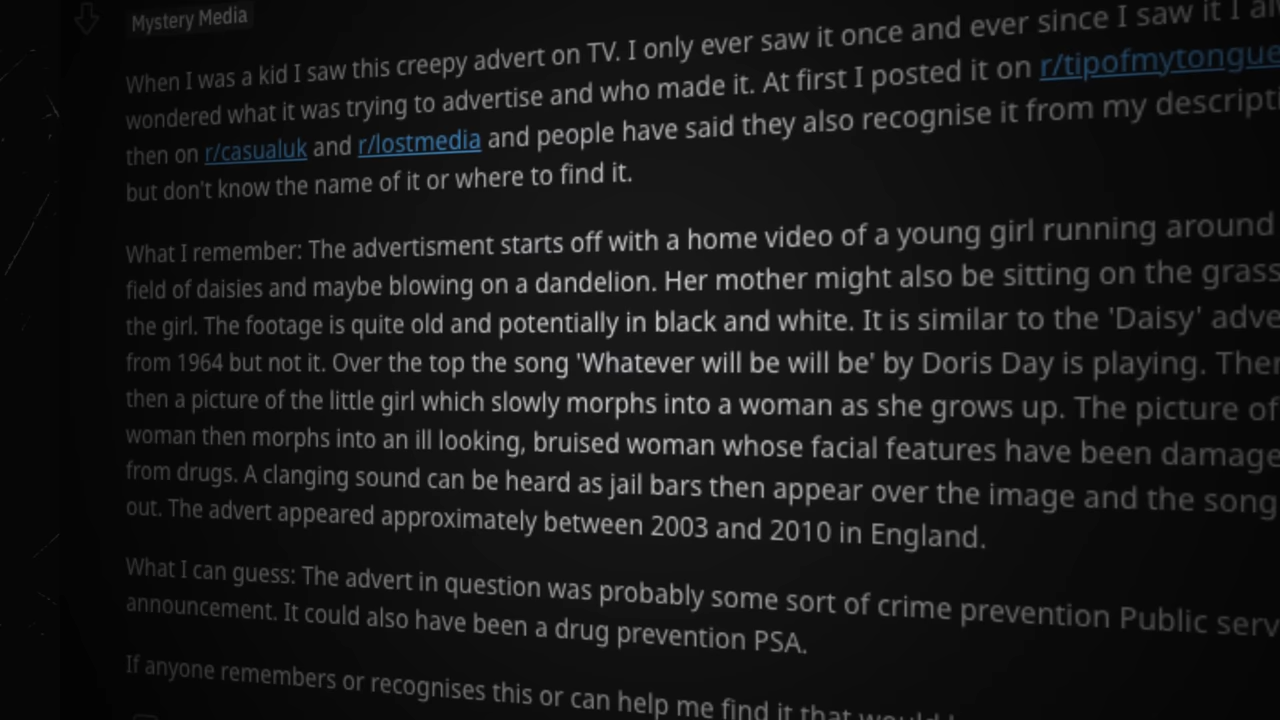 Mystery Media
When I was a kid I saw this creepy advert on TV. I only ever saw it once and ever since I saw it I
wondered what it was trying to advertise and who made it. At first I posted it on r/tipofmytongue
then on r/casualuk and r/lostmedia and people have said they also recognise it from my
but don't know the name of it or where to find it.
What I remember: The advertisment starts off with a home video of a young girl running around
field of daisies and maybe blowing on a dandelion. Her mother might also be sitting on the grass
the girl. The footage is quite old and potentially in black and white. It is similar to the 'Daisy'
from 1964 but not it. Over the top the song 'Whatever will be will be' by Doris Day is playing.
then a picture of the little girl which slowly morphs into a woman as she grows up. The picture of
woman then morphs into an ill looking, bruised woman whose facial features have been
from drugs. A clanging sound can be heard as jail bars then appear over the image and the song
out. The advert appeared approximately between 2003 and 2010 in England.
What I can guess: The advert in question was probably some sort of crime prevention Public
announcement. It could also have been a drug prevention PSA.
If anyone remembers or recognises this or can help me find it that would